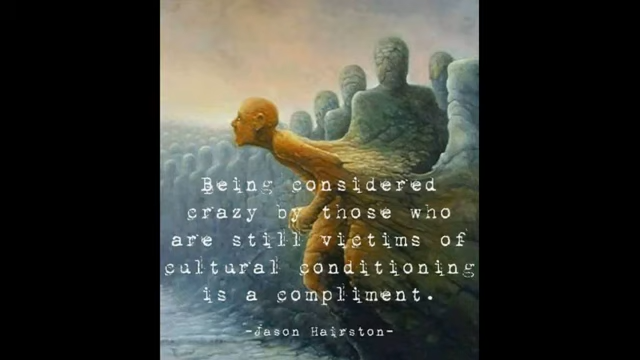 Being considered
crazy by those who
are still victims of
cultural conditioning
is a compliment.
-Jason Hairston-